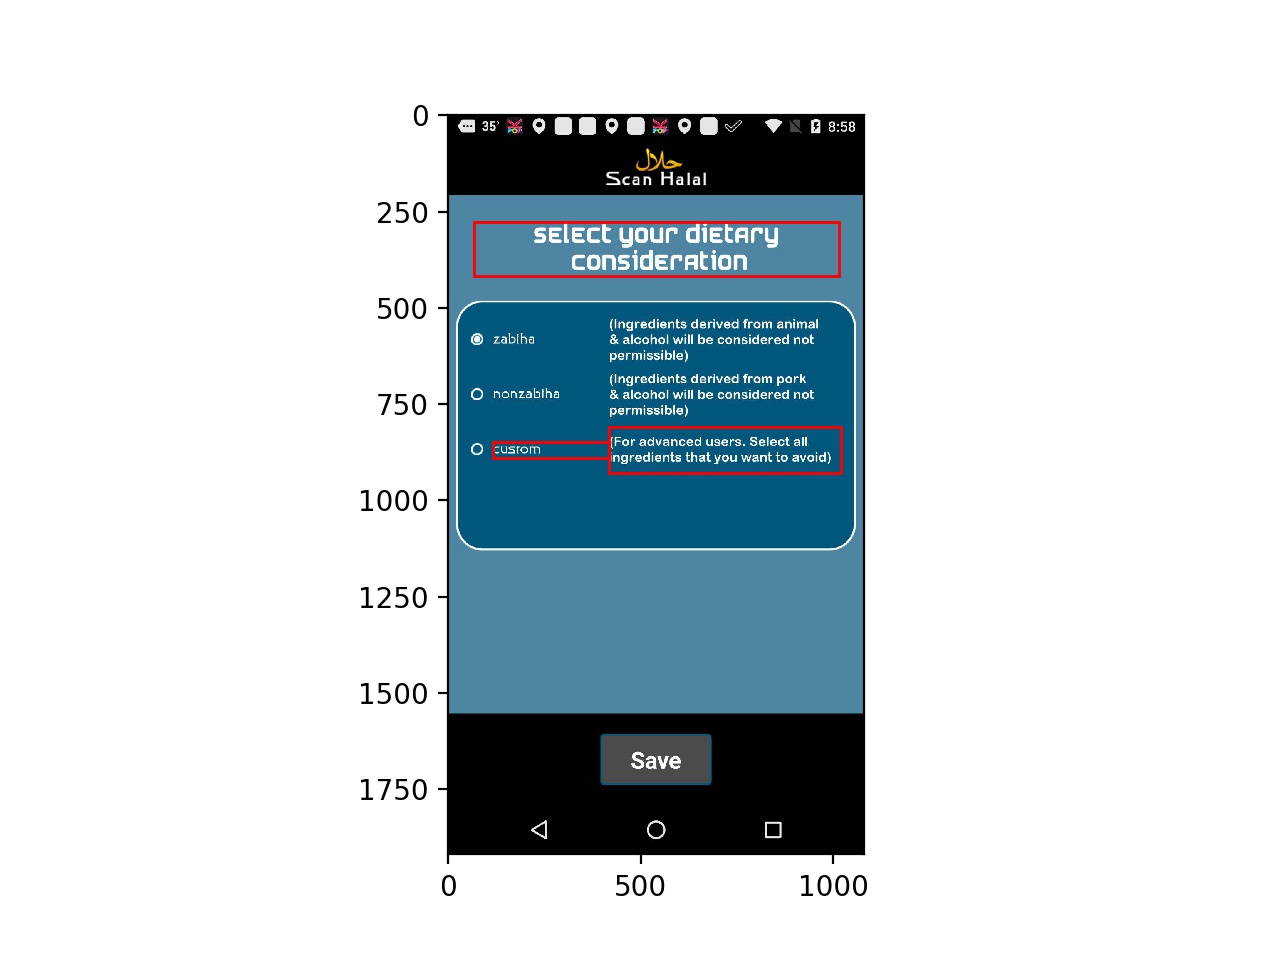 0
250
500
750
1000
1250
1500
1750
0
500
1000
35°
8:58
حلال
Scan Halal
select your dietary
consideration
zabiha
(Ingredients derived from animal
& alcohol will be considered not
permissible)
nonzabiha
(Ingredients derived from pork
& alcohol will be considered not
permissible)
custom
(For advanced users. Select all
ingredients that you want to avoid)
Save